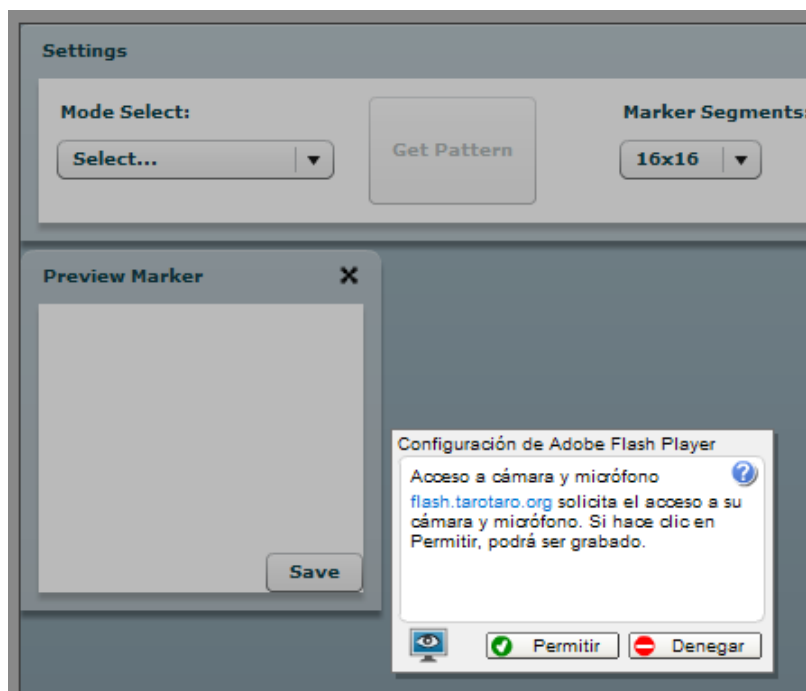 Settings
Mode Select:
Marker Segments:
Select...
Get Pattern
16x16
Preview Marker
Save
Configuración de Adobe Flash Player
Acceso a cámara y micrófono
flash.tarotaro.org solicita el acceso a su
cámara y micrófono. Si hace clic en
Permitir, podrá ser grabado.
Permitir
Denegar